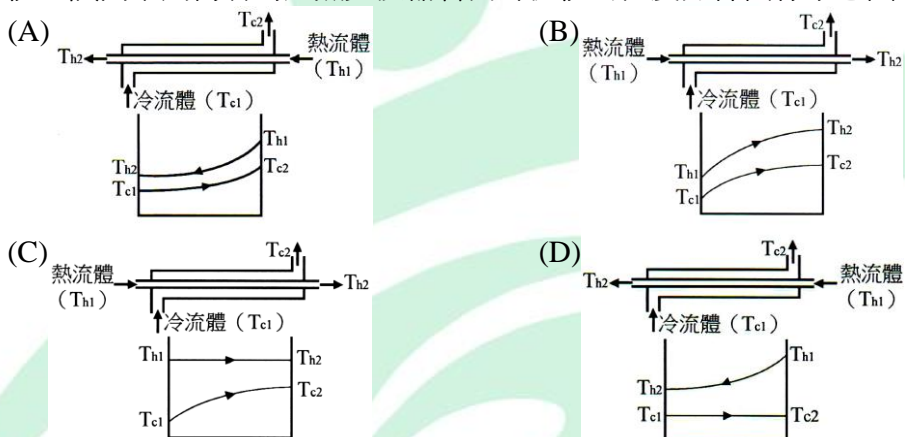 (A)
Tc2
Th2
熱流體
(Th1)
冷流體(Tc1)
Th1
Th2
Tc2
Tc1
(B)
Tc2
熱流體
(Th1)
Th2
冷流體(Tc1)
Th2
Th1
Tc2
Tc1
(C)
Tc2
熱流體
(Th1)
Th2
冷流體(Tc1)
Th1
Th2
Tc2
Tc1
(D)
Tc2
Th2
熱流體
(Th1)
冷流體(Tc1)
Th1
Th2
Tc1
Tc2